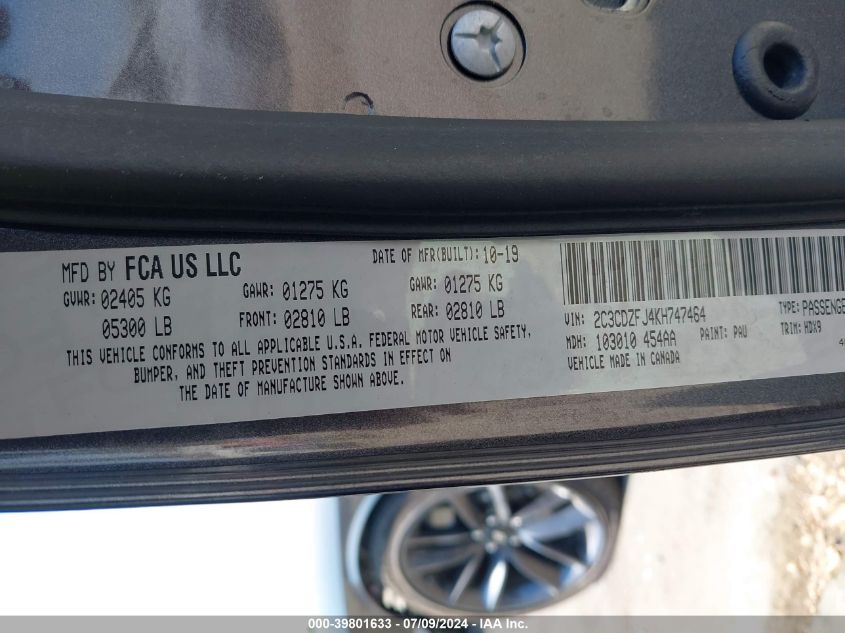 MFD BY FCA US LLC
DATE OF MFR(BUILT): 10-19
GVWR: 02405 KG
05300 LB
GAWR: 01275 KG
FRONT: 02810 LB
GAWR: 01275 KG
REAR: 02810 LB
THIS VEHICLE CONFORMS TO ALL APPLICABLE U.S.A. FEDERAL MOTOR VEHICLE SAFETY,
BUMPER, AND THEFT PREVENTION STANDARDS IN EFFECT ON
THE DATE OF MANUFACTURE SHOWN ABOVE.
VIN: 2C3CDZFJ4KH747464
TYPE: PASSENGE
MDH: 103010 454AA PAINT: PAU
TRIM: HDX9
VEHICLE MADE IN CANADA
000-39801633 - 07/09/2024 - IAA Inc.